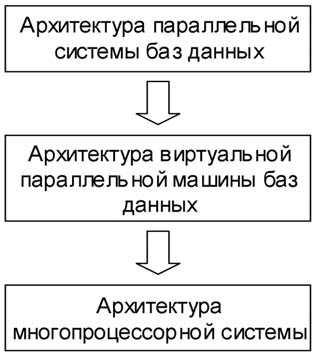 Архитектура параллельной
системы баз данных
Архитектура виртуальной
параллельной машины баз
данных
Архитектура
многопроцессорной системы